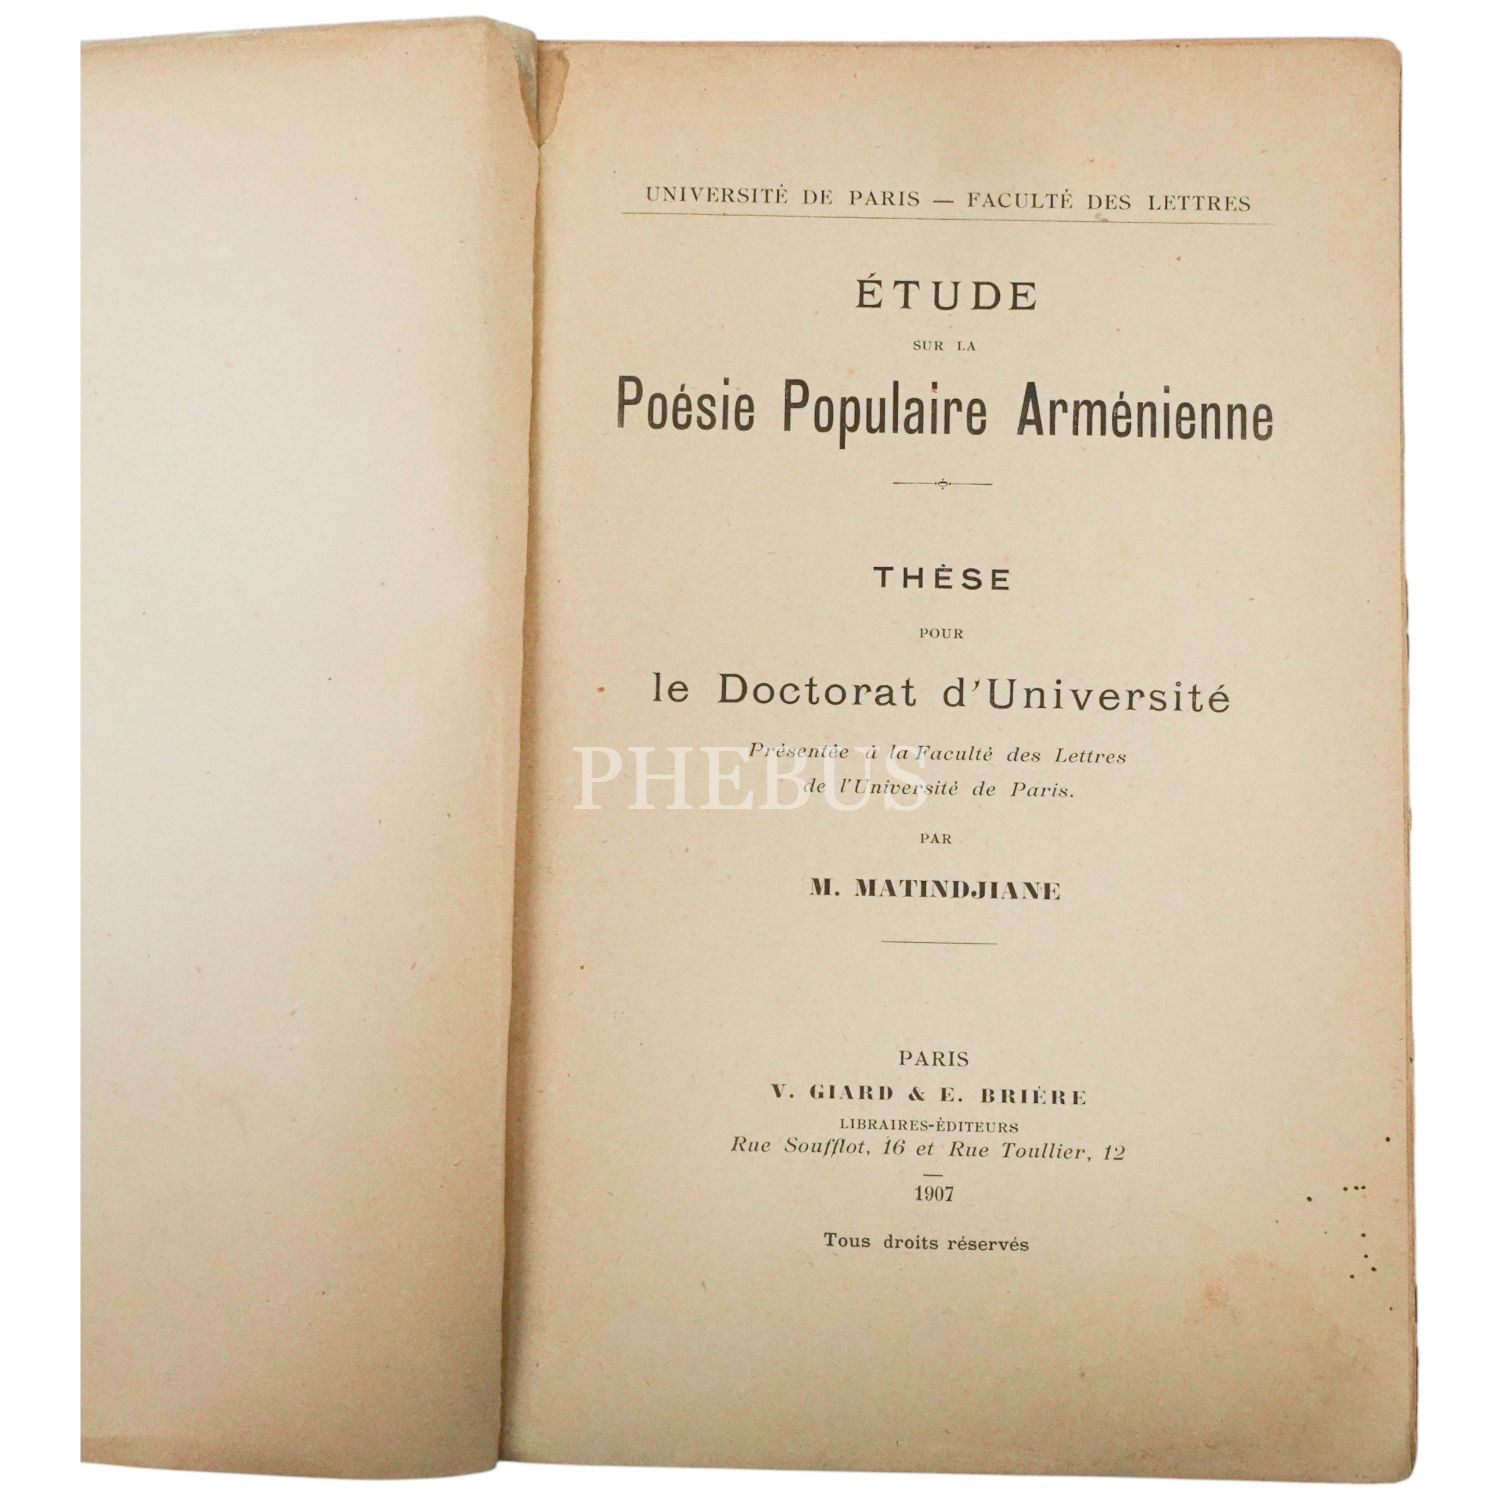 UNIVERSITÉ DE PARIS — FACULTÉ DES LETTRES
ÉTUDE
SUR LA
Poésie Populaire Arménienne
THÈSE
POUR
le Doctorat d'Université
Présentée à la Faculté des Lettres
de l'Université de Paris.
PHEBUS
PAR
M. MATINDJIANE
PARIS
V. GIARD & E. BRIÈRE
LIBRAIRES-ÉDITEURS
Rue Soufflot, 16 et Rue Toullier, 12
1907
Tous droits réservés